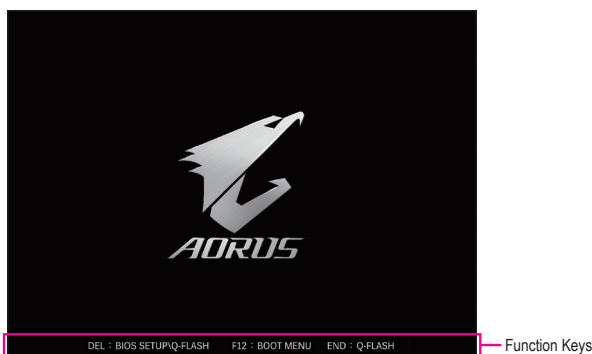 AORUS
DEL : BIOS SETUP\Q-FLASH F12 : BOOT MENU END : Q-FLASH
Function Keys